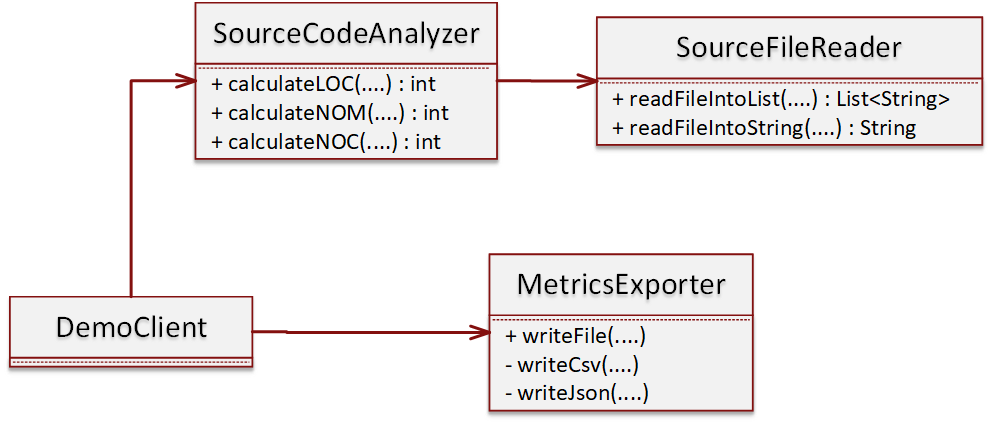 SourceCodeAnalyzer
+ calculateLOC(....) : int
+ calculateNOM(....) : int
+ calculateNOC(....) : int
SourceFileReader
+ readFileIntoList(....) : List<String>
+ readFileIntoString(....) : String
DemoClient
MetricsExporter
+ writeFile(....)
- writeCsv(....)
- writeJson(....)